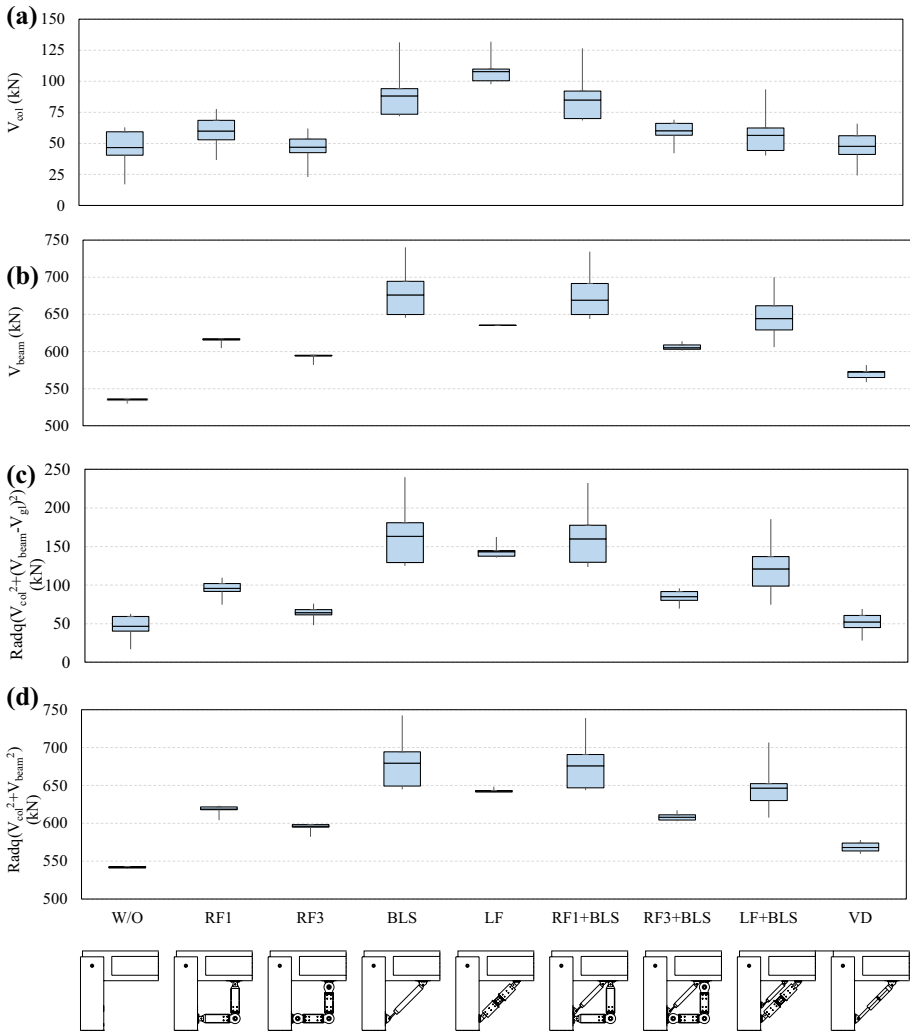 (a)
150
125
100
75
50
25
0
V_col (kN)
(b)
750
700
650
600
550
500
V_beam (kN)
(c)
250
200
150
100
50
0
Radq(V_col^2+(V_beam-V_gl)^2)
(kN)
(d)
750
700
650
600
550
500
Radq(V_col^2+V_beam^2)
(kN)
W/O RF1 RF3 BLS LF RF1+BLS RF3+BLS LF+BLS VD